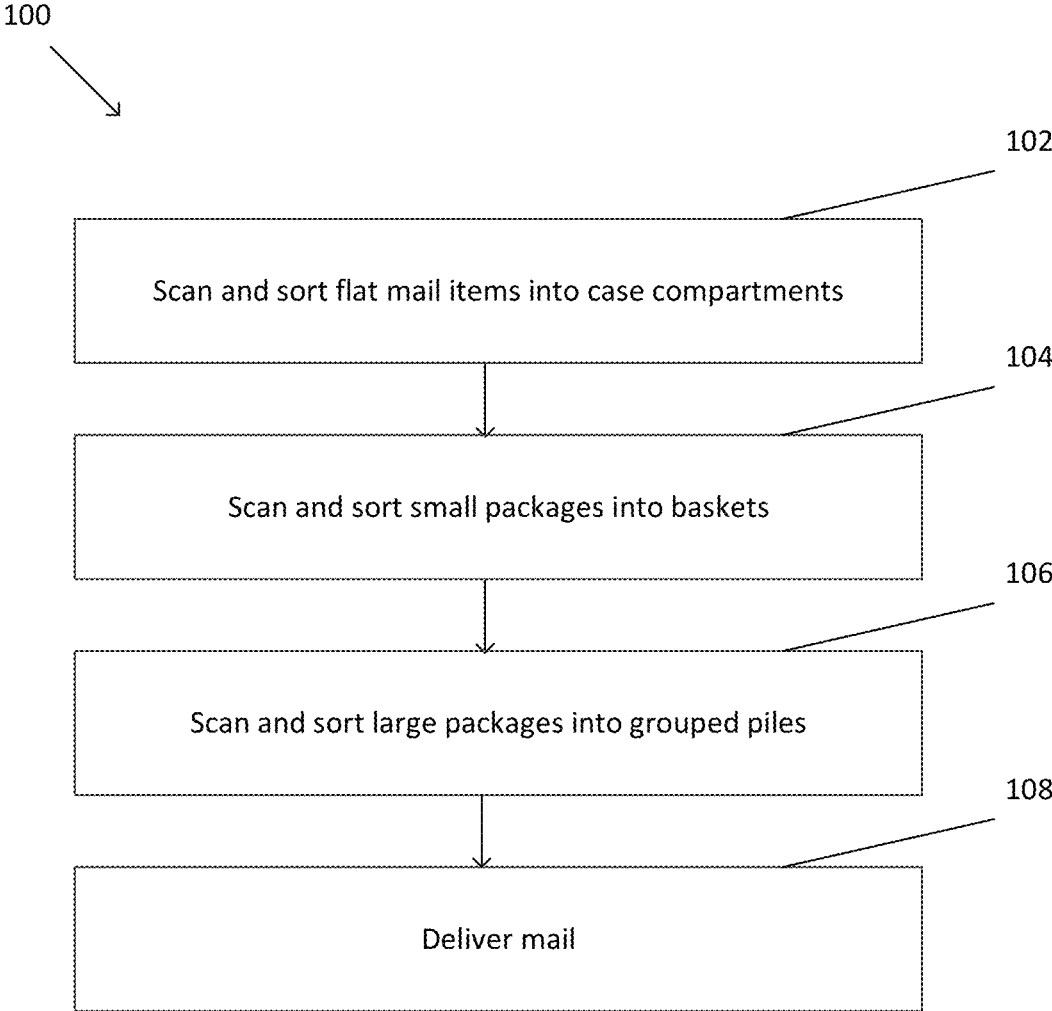 100
102
Scan and sort flat mail items into case compartments
104
Scan and sort small packages into baskets
106
Scan and sort large packages into grouped piles
108
Deliver mail